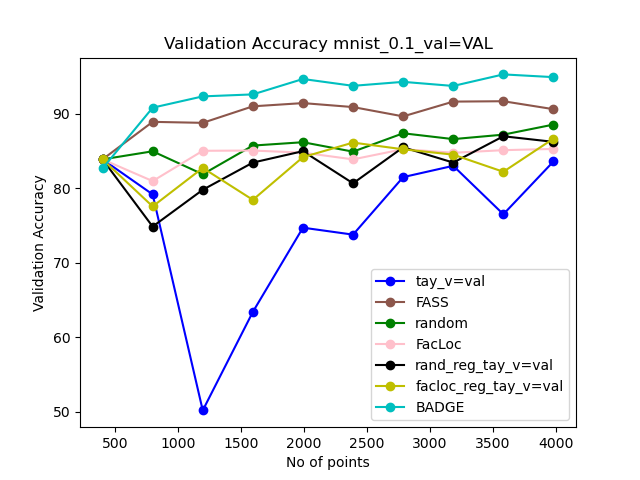 Validation Accuracy mnist_0.1_val=VAL
Validation Accuracy
90
80
70
60
50
tay_v=val
FASS
random
FacLoc
rand_reg_tay_v=val
facloc_reg_tay_v=val
BADGE
500 1000 1500 2000 2500 3000 3500 4000
No of points